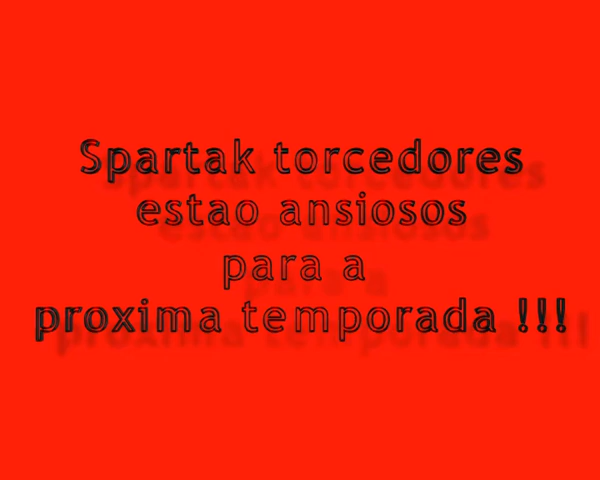 Spartak torcedores
estao ansiosos
para a
proxima temporada !!!